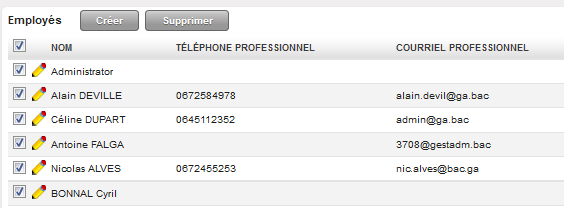 Employés Créer Supprimer
NOM TÉLÉPHONE PROFESSIONNEL COURRIEL PROFESSIONNEL
Administrator
Alain DEVILLE 0672584978 alain.devil@ga.bac
Céline DUPART 0645112352 admin@ga.bac
Antoine FALGA 3708@gestadm.bac
Nicolas ALVES 0672455253 nic.alves@bac.ga
BONNAL Cyril